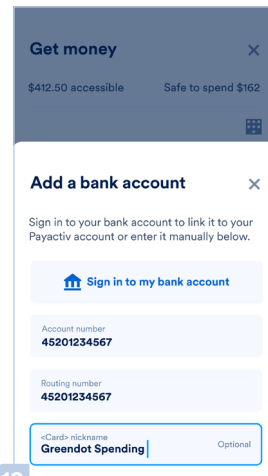 Get money
$412.50 accessible Safe to spend $162
Add a bank account
Sign in to your bank account to link it to your
Payactiv account or enter it manually below.
Sign in to my bank account
Account number
45201234567
Routing number
45201234567
<Card> nickname
Greendot Spending
Optional